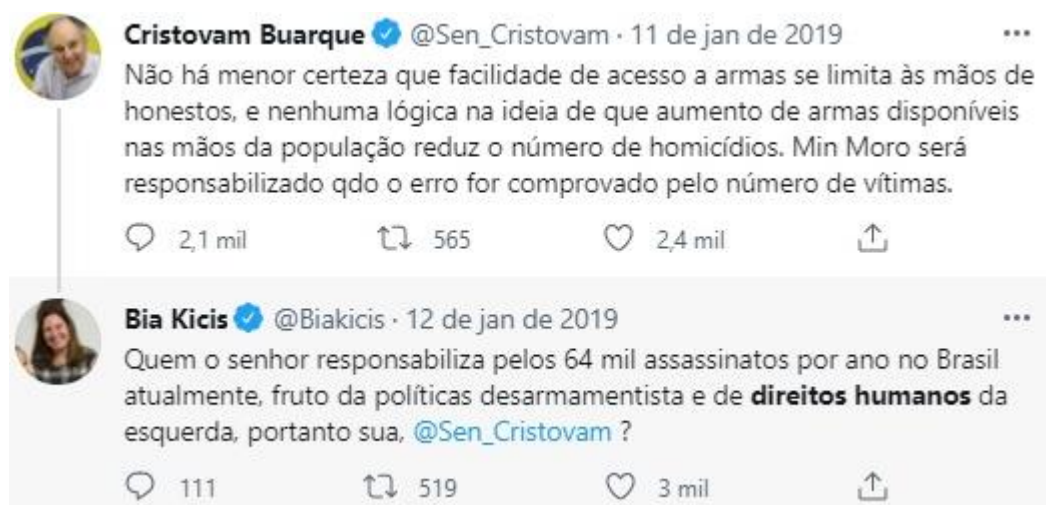 Cristovam Buarque @Sen_Cristovam · 11 de jan de 2019
Não há menor certeza que facilidade de acesso a armas se limita às mãos de
honestos, e nenhuma lógica na ideia de que aumento de armas disponíveis
nas mãos da população reduz o número de homicídios. Min Moro será
responsabilizado qdo o erro for comprovado pelo número de vítimas.
2,1 mil 565 2,4 mil
Bia Kicis @Biakicis · 12 de jan de 2019
Quem o senhor responsabiliza pelos 64 mil assassinatos por ano no Brasil
atualmente, fruto da políticas desarmamentista e de direitos humanos da
esquerda, portanto sua, @Sen_Cristovam ?
111 519 3 mil